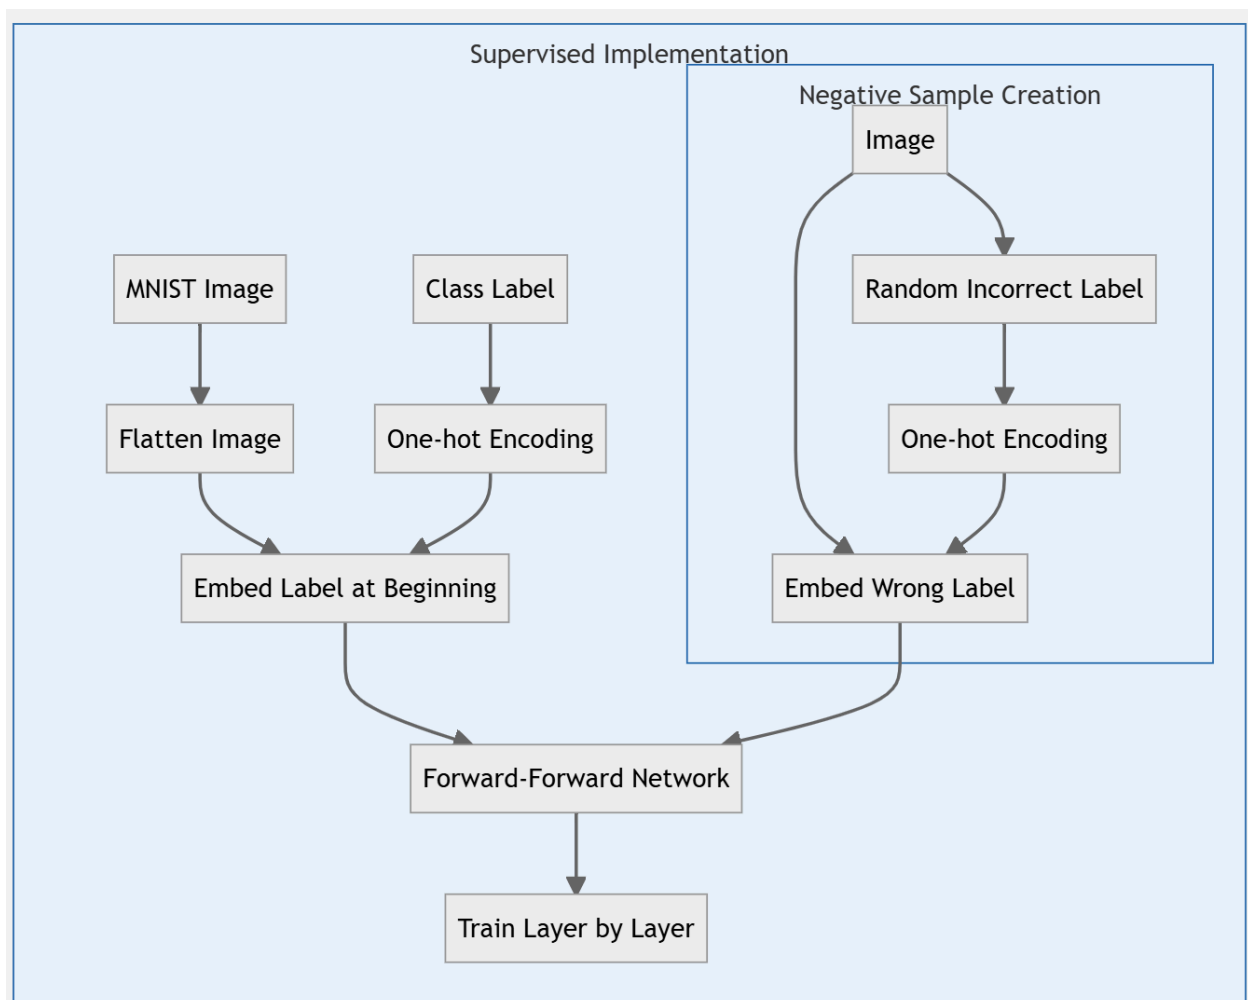 Supervised Implementation
Negative Sample Creation
Image
MNIST Image
Class Label
Random Incorrect Label
Flatten Image
One-hot Encoding
One-hot Encoding
Embed Label at Beginning
Embed Wrong Label
Forward-Forward Network
Train Layer by Layer